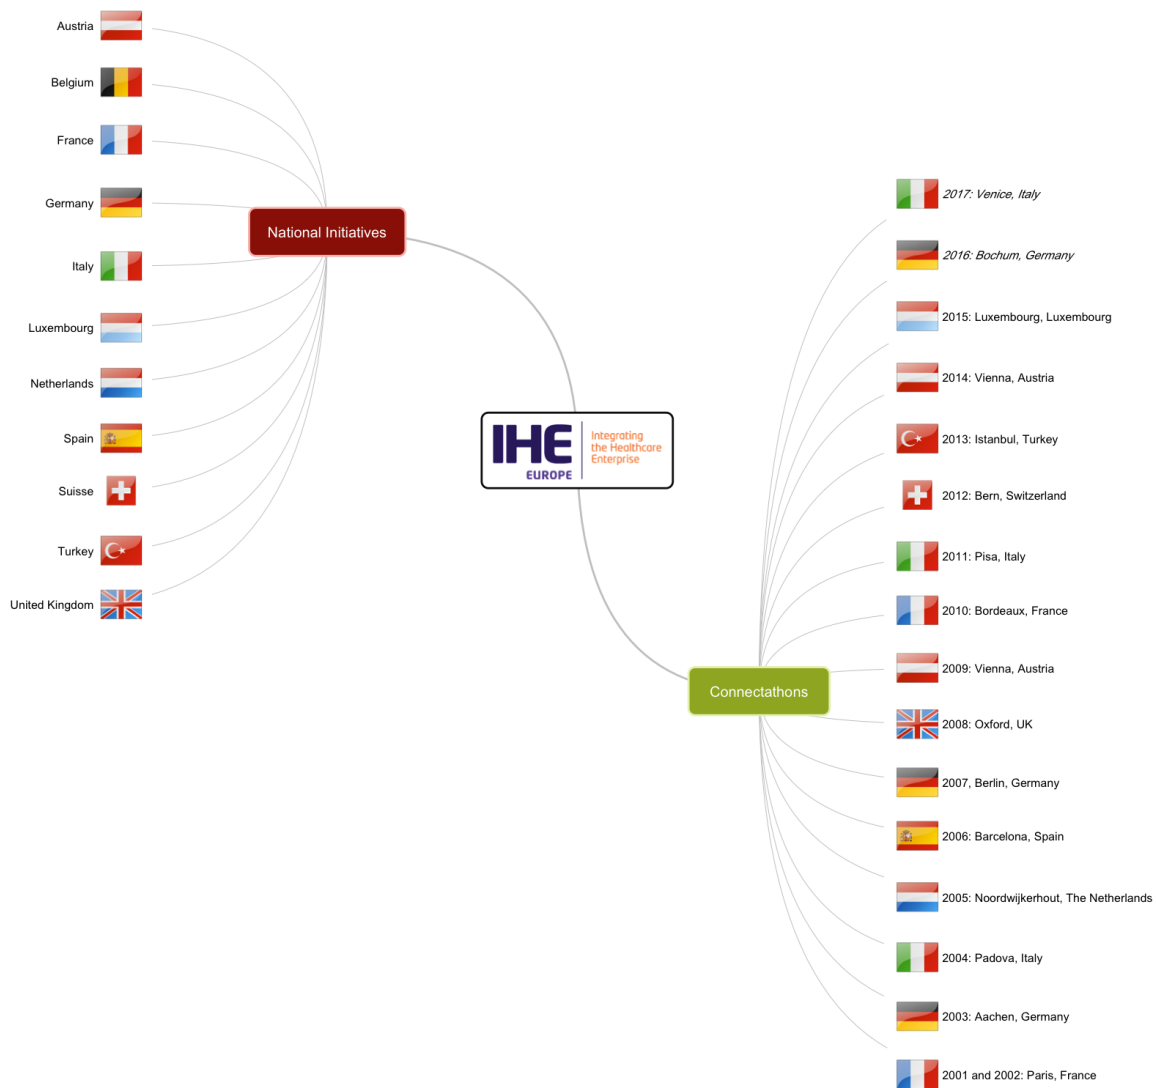 Austria
Belgium
France
Germany
Italy
Luxembourg
Netherlands
Spain
Suisse
Turkey
United Kingdom
National Initiatives
IHE
EUROPE
Integrating
the Healthcare
Enterprise
Connectathons
2017: Venice, Italy
2016: Bochum, Germany
2015: Luxembourg, Luxembourg
2014: Vienna, Austria
2013: Istanbul, Turkey
2012: Bern, Switzerland
2011: Pisa, Italy
2010: Bordeaux, France
2009: Vienna, Austria
2008: Oxford, UK
2007, Berlin, Germany
2006: Barcelona, Spain
2005: Noordwijkerhout, The Netherlands
2004: Padova, Italy
2003: Aachen, Germany
2001 and 2002: Paris, France